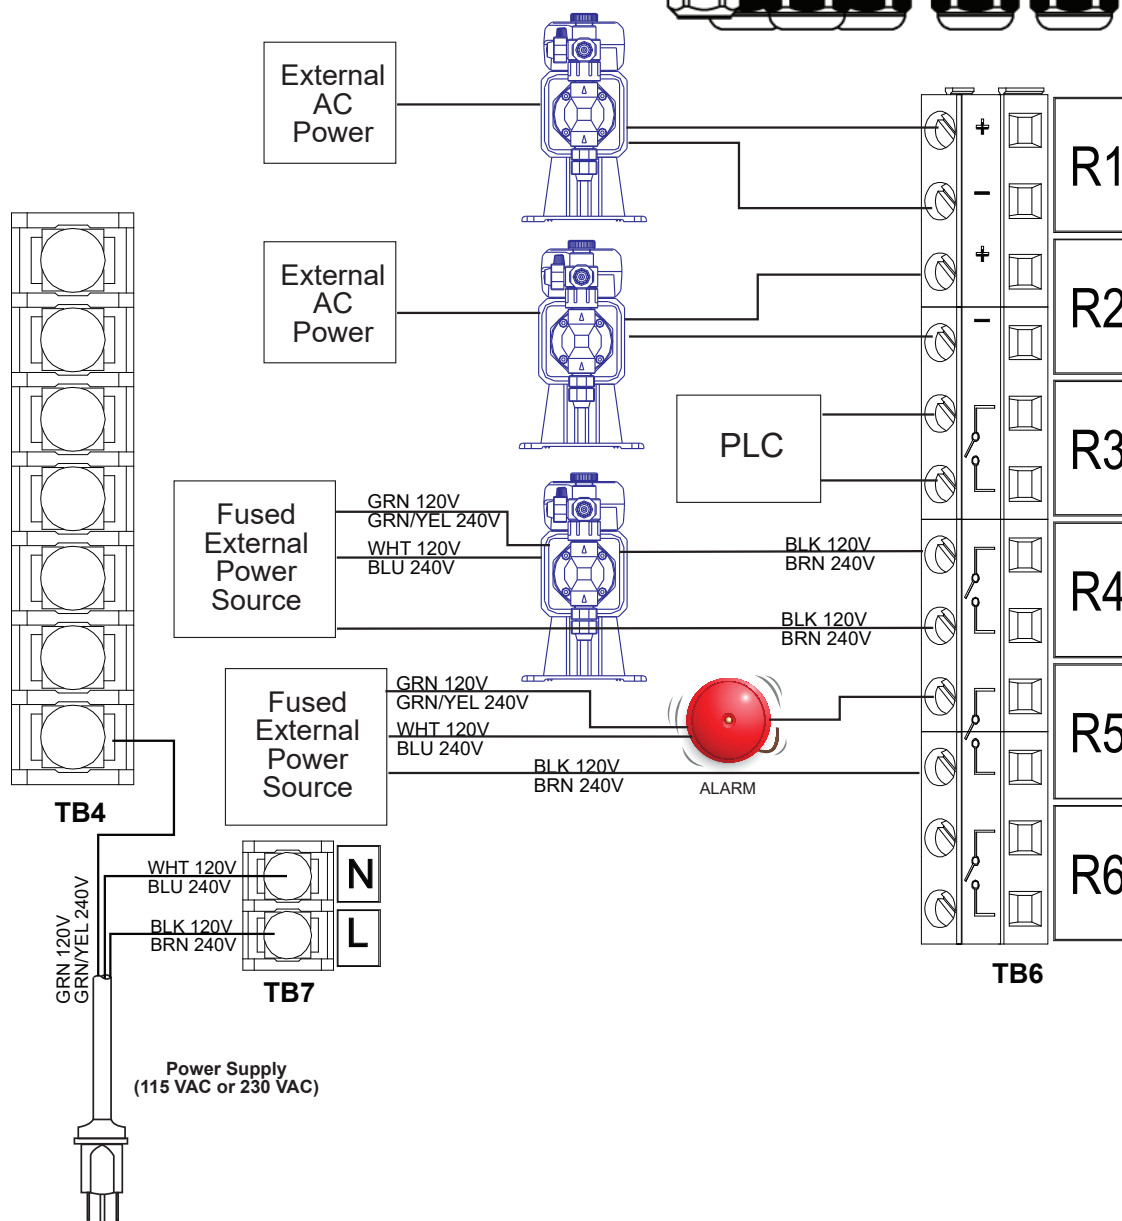 External
AC
Power
+
−
R1
External
AC
Power
+
−
R2
PLC
R3
Fused
External
Power
Source
GRN 120V
GRN/YEL 240V
WHT 120V
BLU 240V
BLK 120V
BRN 240V
BLK 120V
BRN 240V
R4
Fused
External
Power
Source
GRN 120V
GRN/YEL 240V
WHT 120V
BLU 240V
BLK 120V
BRN 240V
ALARM
R5
TB4
WHT 120V
BLU 240V
N
BLK 120V
BRN 240V
L
R6
GRN 120V
GRN/YEL 240V
TB7
TB6
Power Supply
(115 VAC or 230 VAC)